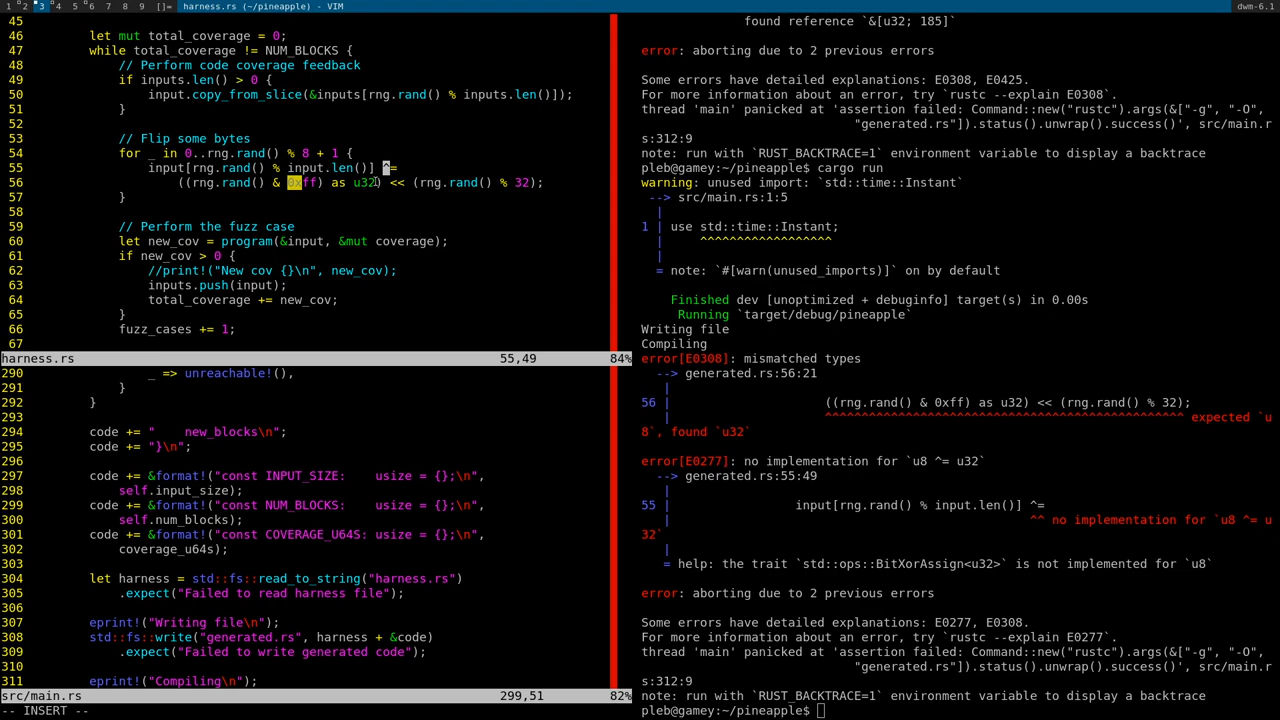 1 2 3 4 5 6 7 8 9 []= harness.rs (~/pineapple) - VIM dwm-6.1
45
46 let mut total_coverage = 0;
47 while total_coverage != NUM_BLOCKS {
48 // Perform code coverage feedback
49 if inputs.len() > 0 {
50 input.copy_from_slice(&inputs[rng.rand() % inputs.len()]);
51 }
52
53 // Flip some bytes
54 for _ in 0..rng.rand() % 8 + 1 {
55 input[rng.rand() % input.len()] ^=
56 ((rng.rand() & 0xff) as u32) << (rng.rand() % 32);
57 }
58
59 // Perform the fuzz case
60 let new_cov = program(&input, &mut coverage);
61 if new_cov > 0 {
62 //print!("New cov {}\n", new_cov);
63 inputs.push(input);
64 total_coverage += new_cov;
65 }
66 fuzz_cases += 1;
67
harness.rs 55,49 84%
290 _ => unreachable!(),
291 }
292 }
293
294 code += "    new_blocks\n";
295 code += "}\n";
296
297 code += &format!("const INPUT_SIZE:    usize = {};\n",
298 self.input_size);
299 code += &format!("const NUM_BLOCKS:    usize = {};\n",
300 self.num_blocks);
301 code += &format!("const COVERAGE_U64S: usize = {};\n",
302 coverage_u64s);
303
304 let harness = std::fs::read_to_string("harness.rs")
305 .expect("Failed to read harness file");
306
307 eprint!("Writing file\n");
308 std::fs::write("generated.rs", harness + &code)
309 .expect("Failed to write generated code");
310
311 eprint!("Compiling\n");
src/main.rs 299,51 82%
-- INSERT --
found reference `&[u32; 185]`
error: aborting due to 2 previous errors
Some errors have detailed explanations: E0308, E0425.
For more information about an error, try `rustc --explain E0308`.
thread 'main' panicked at 'assertion failed: Command::new("rustc").args(&["-g", "-O",
"generated.rs"]).status().unwrap().success()', src/main.r
s:312:9
note: run with `RUST_BACKTRACE=1` environment variable to display a backtrace
pleb@gamey:~/pineapple$ cargo run
warning: unused import: `std::time::Instant`
--> src/main.rs:1:5
|
1 | use std::time::Instant;
| ^^^^^^^^^^^^^^^^^^
|
= note: `#[warn(unused_imports)]` on by default
Finished dev [unoptimized + debuginfo] target(s) in 0.00s
Running `target/debug/pineapple`
Writing file
Compiling
error[E0308]: mismatched types
--> generated.rs:56:21
|
56 | ((rng.rand() & 0xff) as u32) << (rng.rand() % 32);
| ^^^^^^^^^^^^^^^^^^^^^^^^^^^^^^^^^^^^^^^^^^^^^^^^^ expected `u
8`, found `u32`
error[E0277]: no implementation for `u8 ^= u32`
--> generated.rs:55:49
|
55 | input[rng.rand() % input.len()] ^=
| ^^ no implementation for `u8 ^= u
32`
|
= help: the trait `std::ops::BitXorAssign<u32>` is not implemented for `u8`
error: aborting due to 2 previous errors
Some errors have detailed explanations: E0277, E0308.
For more information about an error, try `rustc --explain E0277`.
thread 'main' panicked at 'assertion failed: Command::new("rustc").args(&["-g", "-O",
"generated.rs"]).status().unwrap().success()', src/main.r
s:312:9
note: run with `RUST_BACKTRACE=1` environment variable to display a backtrace
pleb@gamey:~/pineapple$